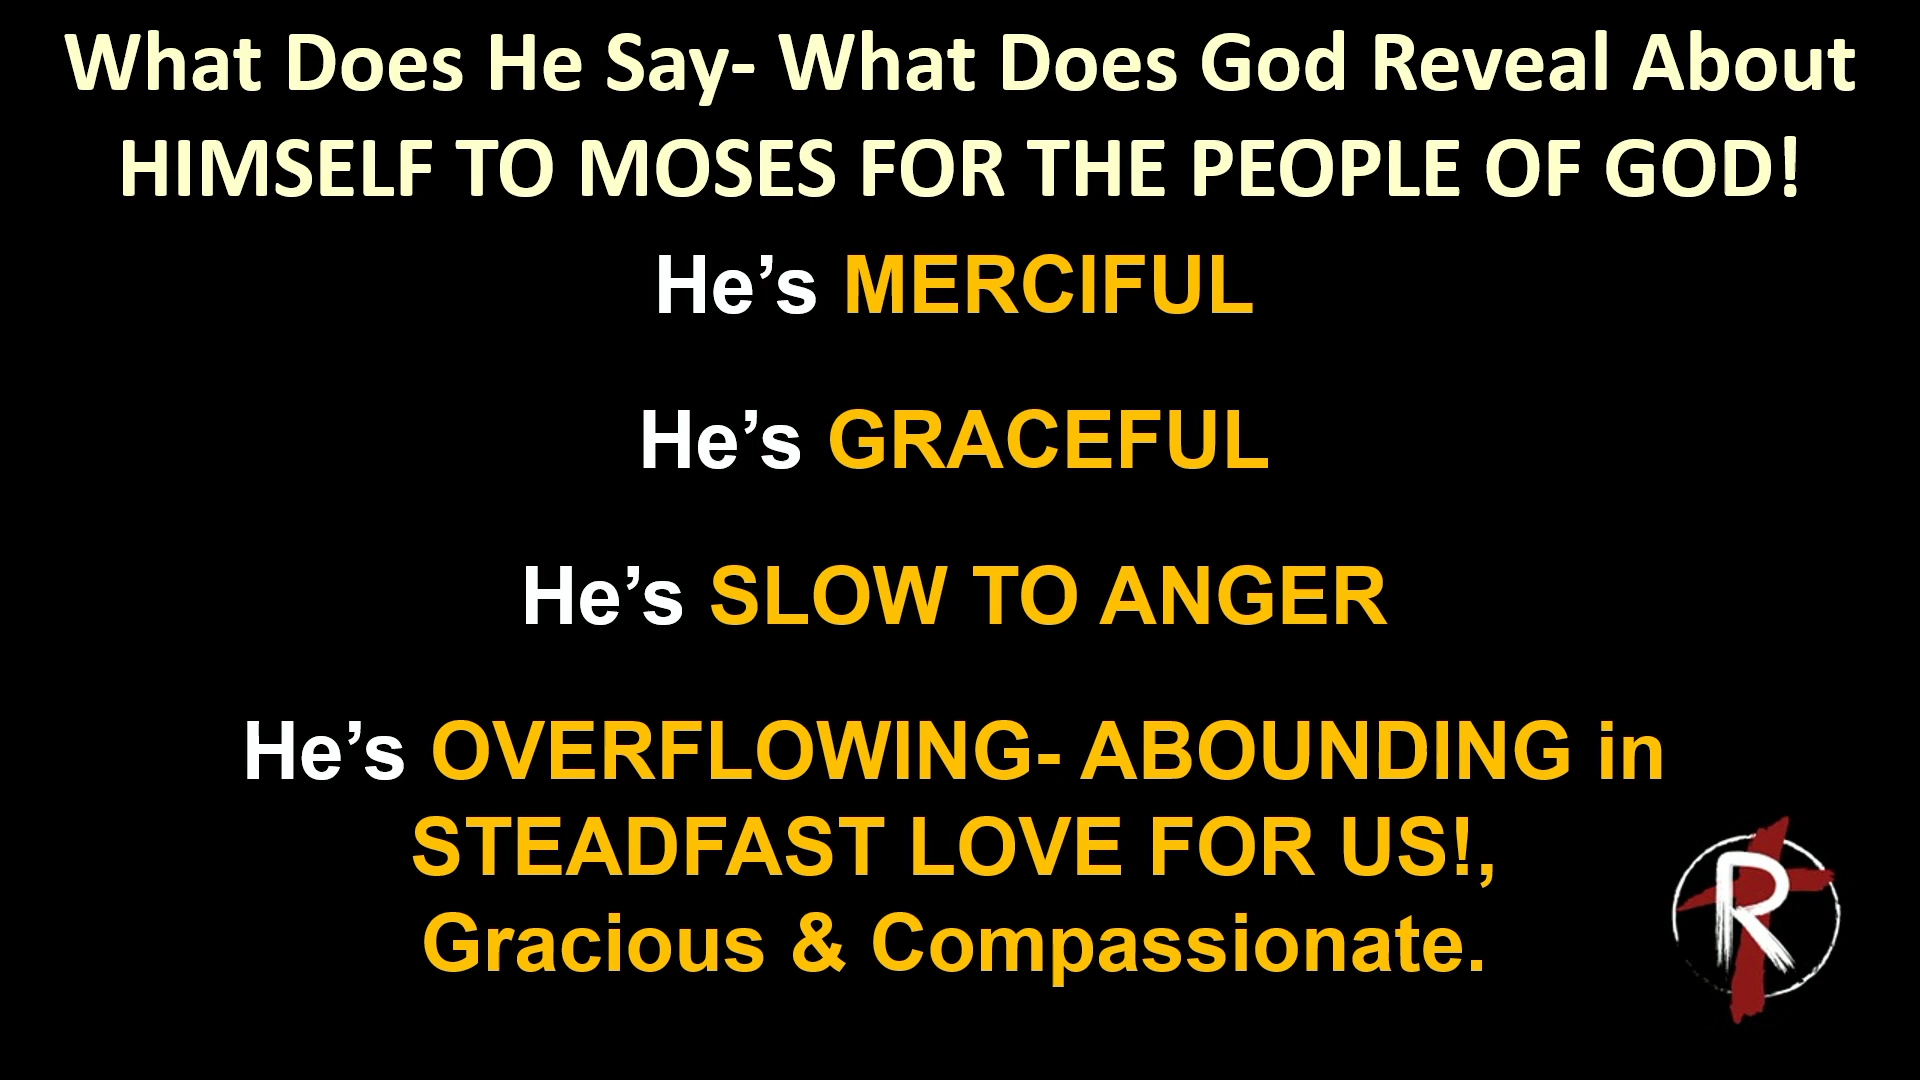 What Does He Say- What Does God Reveal About
HIMSELF TO MOSES FOR THE PEOPLE OF GOD!
He’s MERCIFUL
He’s GRACEFUL
He’s SLOW TO ANGER
He’s OVERFLOWING- ABOUNDING in
STEADFAST LOVE FOR US!,
Gracious & Compassionate.
R